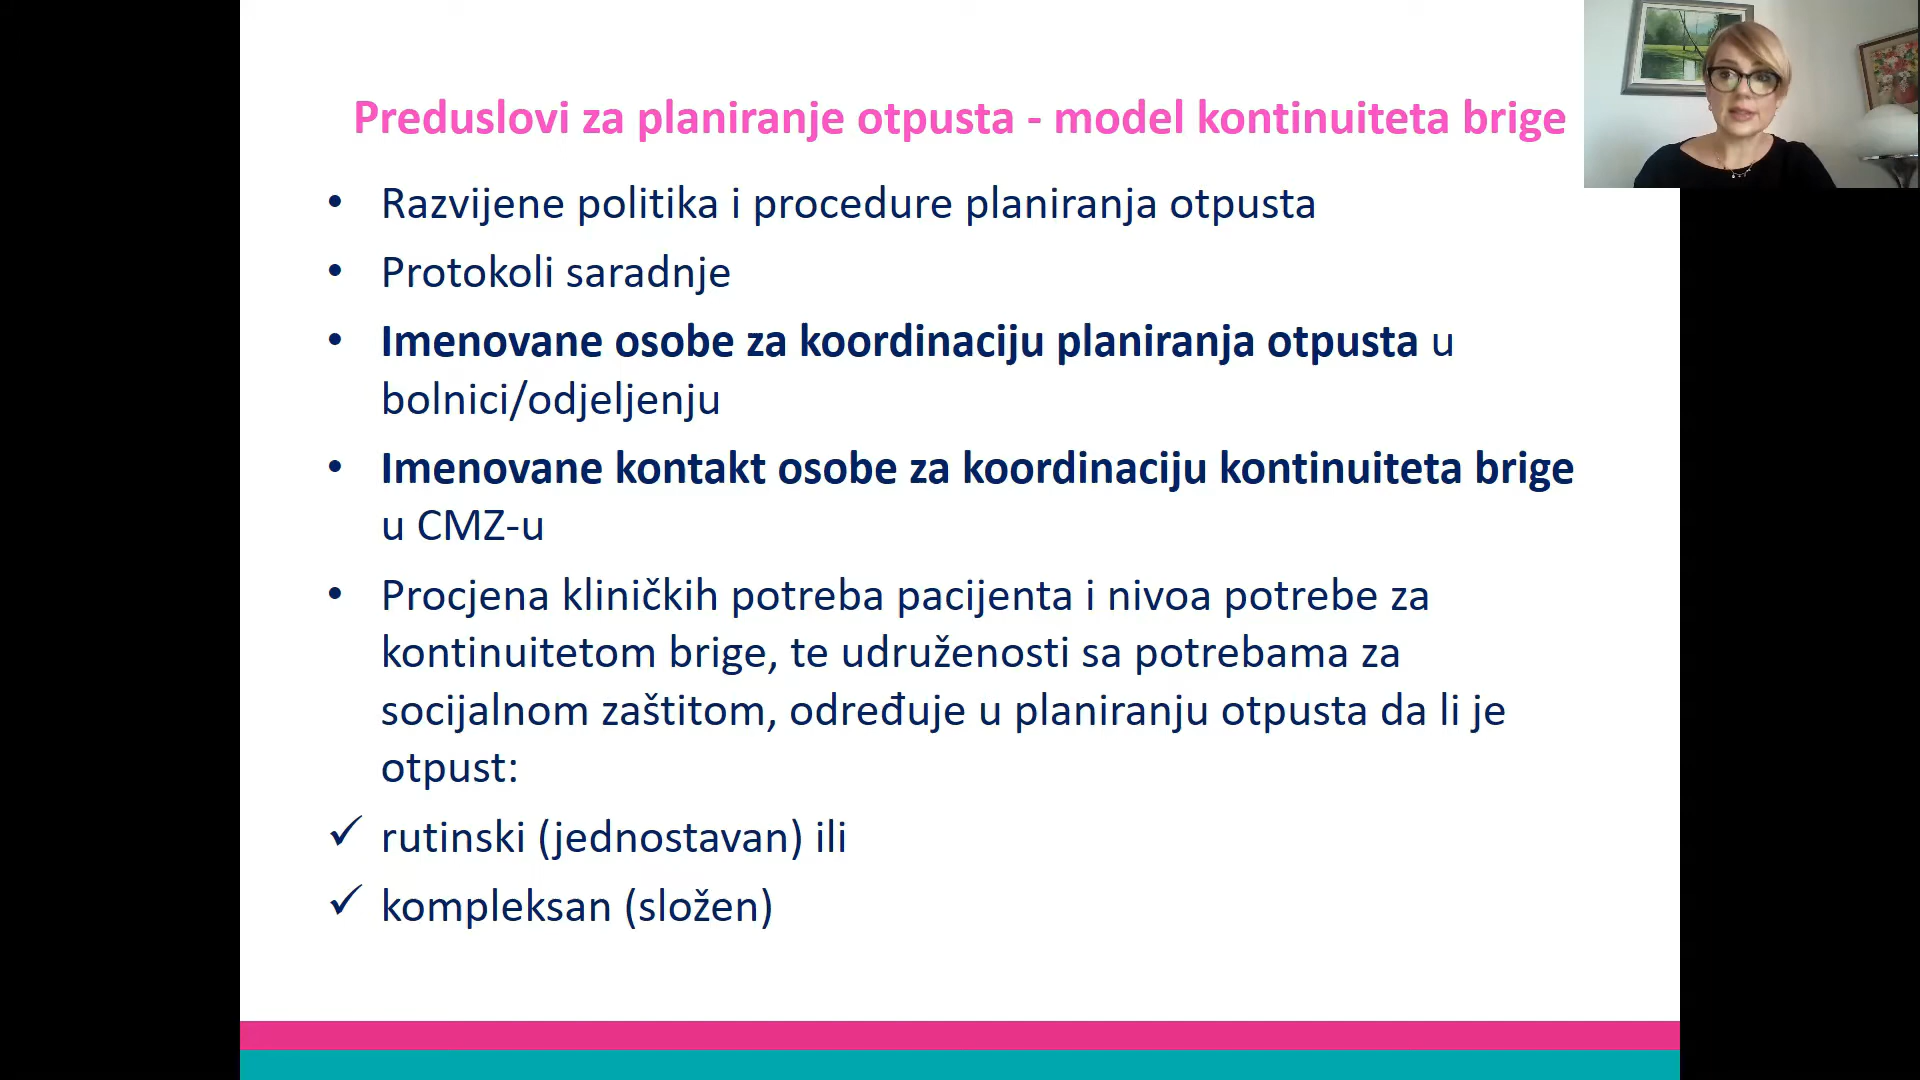 Preduslovi za planiranje otpusta - model kontinuiteta brige
• Razvijene politika i procedure planiranja otpusta
• Protokoli saradnje
• Imenovane osobe za koordinaciju planiranja otpusta u
bolnici/odjeljenju
• Imenovane kontakt osobe za koordinaciju kontinuiteta brige
u CMZ-u
• Procjena kliničkih potreba pacijenta i nivoa potrebe za
kontinuitetom brige, te udruženosti sa potrebama za
socijalnom zaštitom, određuje u planiranju otpusta da li je
otpust:
✓ rutinski (jednostavan) ili
✓ kompleksan (složen)